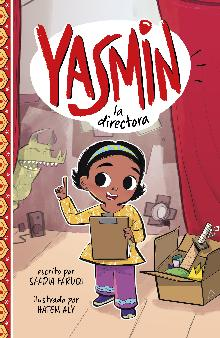 YASMIN
la
directora
escrito por
SAADIA FARUQI
ilustrado por
HATEM ALY